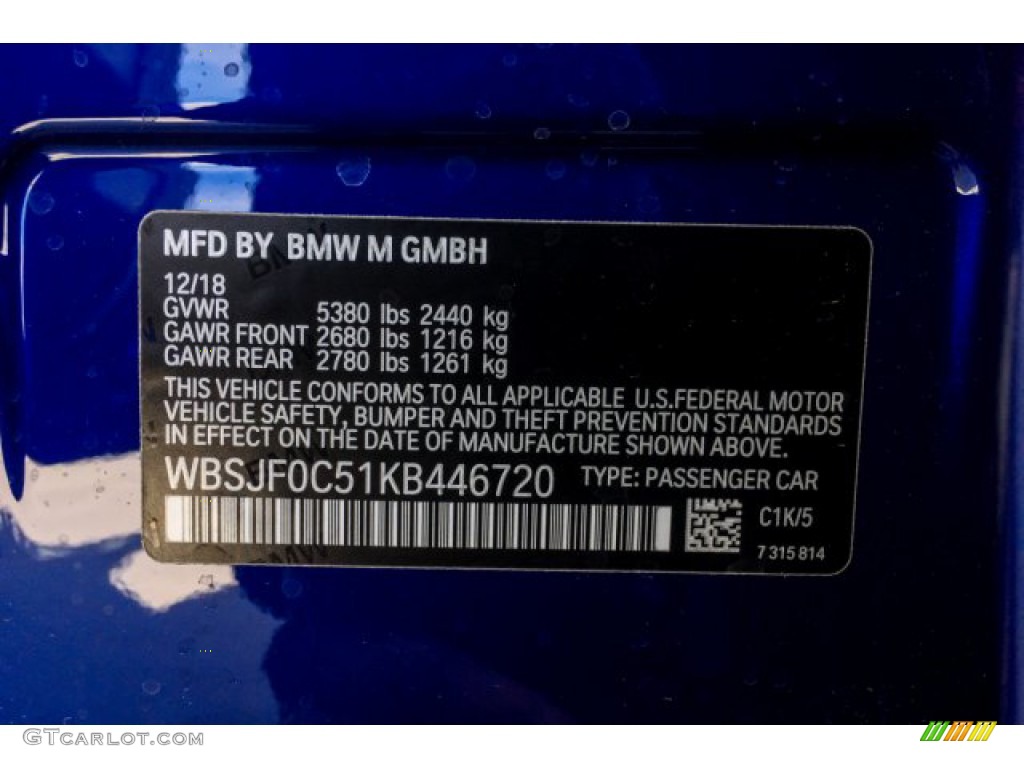 MFD BY BMW M GMBH
12/18
GVWR 5380 lbs 2440 kg
GAWR FRONT 2680 lbs 1216 kg
GAWR REAR 2780 lbs 1261 kg
THIS VEHICLE CONFORMS TO ALL APPLICABLE U.S.FEDERAL MOTOR
VEHICLE SAFETY, BUMPER AND THEFT PREVENTION STANDARDS
IN EFFECT ON THE DATE OF MANUFACTURE SHOWN ABOVE.
WBSJF0C51KB446720 TYPE: PASSENGER CAR
C1K/5
7 315 814
GTCARLOT.COM